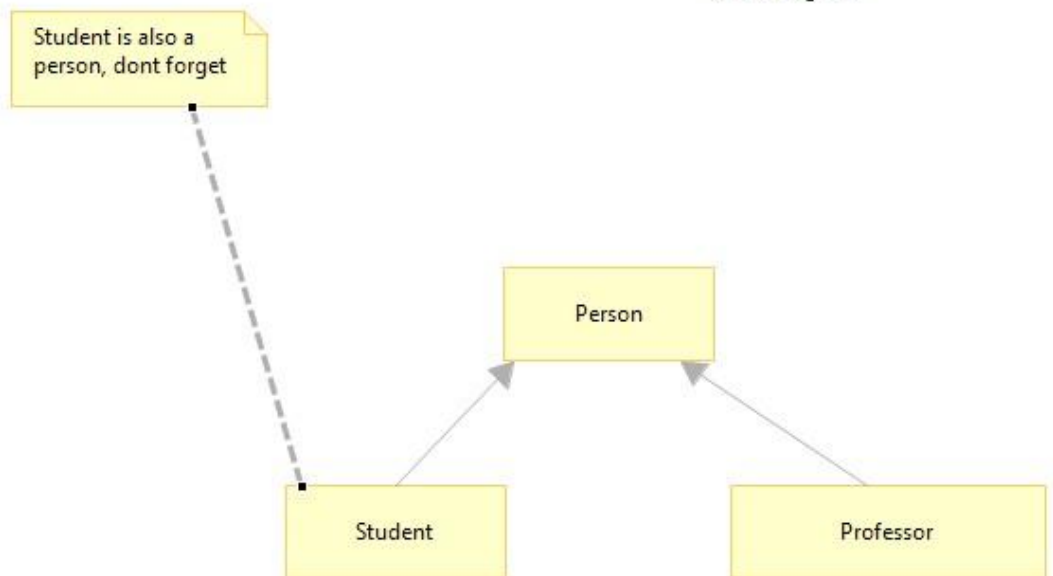 Student is also a
person, dont forget
Person
Student
Professor